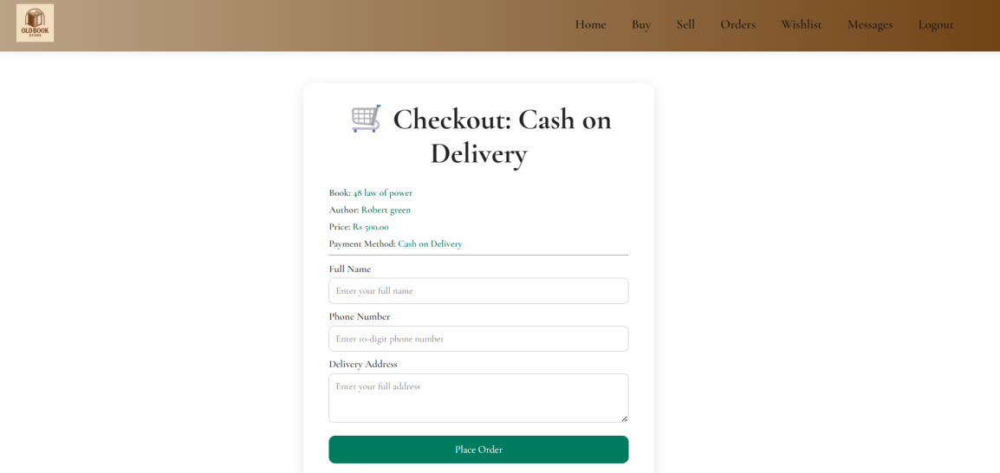 OLD BOOK
STORE
Home Buy Sell Orders Wishlist Messages Logout
Checkout: Cash on
Delivery
Book: 48 law of power
Author: Robert green
Price: Rs 500.00
Payment Method: Cash on Delivery
Full Name
Enter your full name
Phone Number
Enter 10-digit phone number
Delivery Address
Enter your full address
Place Order